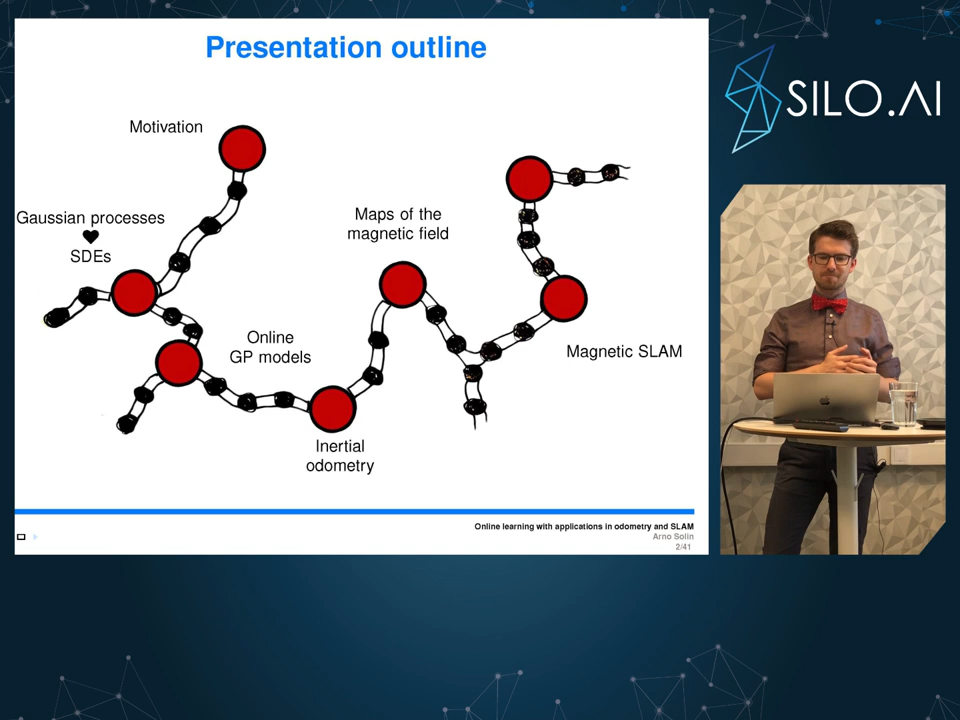 Presentation outline
SILO.AI
Motivation
Gaussian processes
SDEs
Maps of the
magnetic field
Online
GP models
Magnetic SLAM
Inertial
odometry
Online learning with applications in odometry and SLAM
Arno Solin
2/41